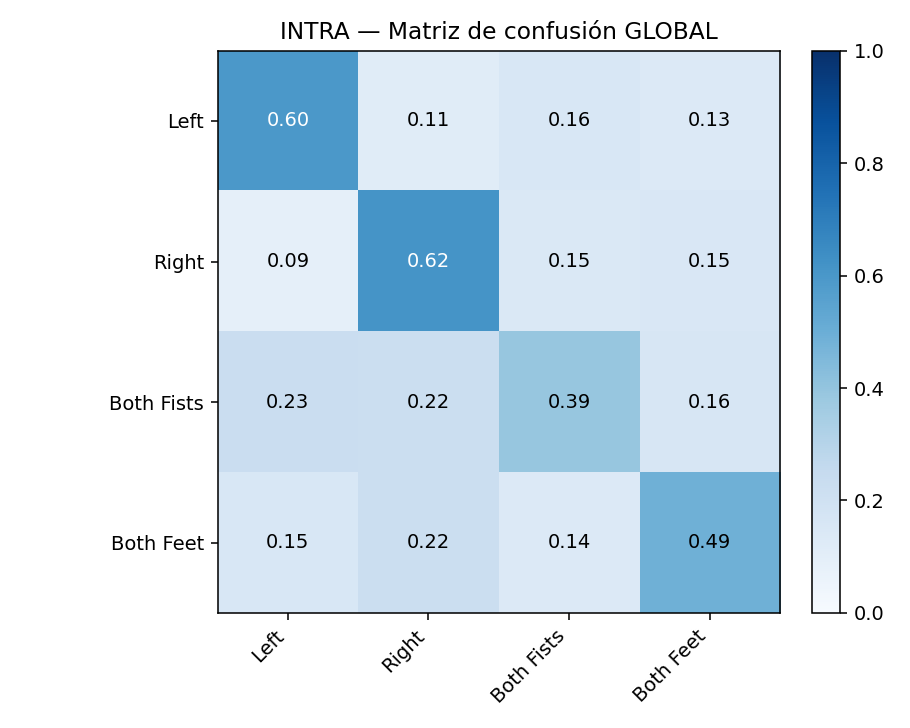 INTRA — Matriz de confusión GLOBAL
1.0
Left 0.60 0.11 0.16 0.13
0.8
Right 0.09 0.62 0.15 0.15
0.6
0.4
Both Fists 0.23 0.22 0.39 0.16
0.2
Both Feet 0.15 0.22 0.14 0.49
0.0
Left Right Both Fists Both Feet